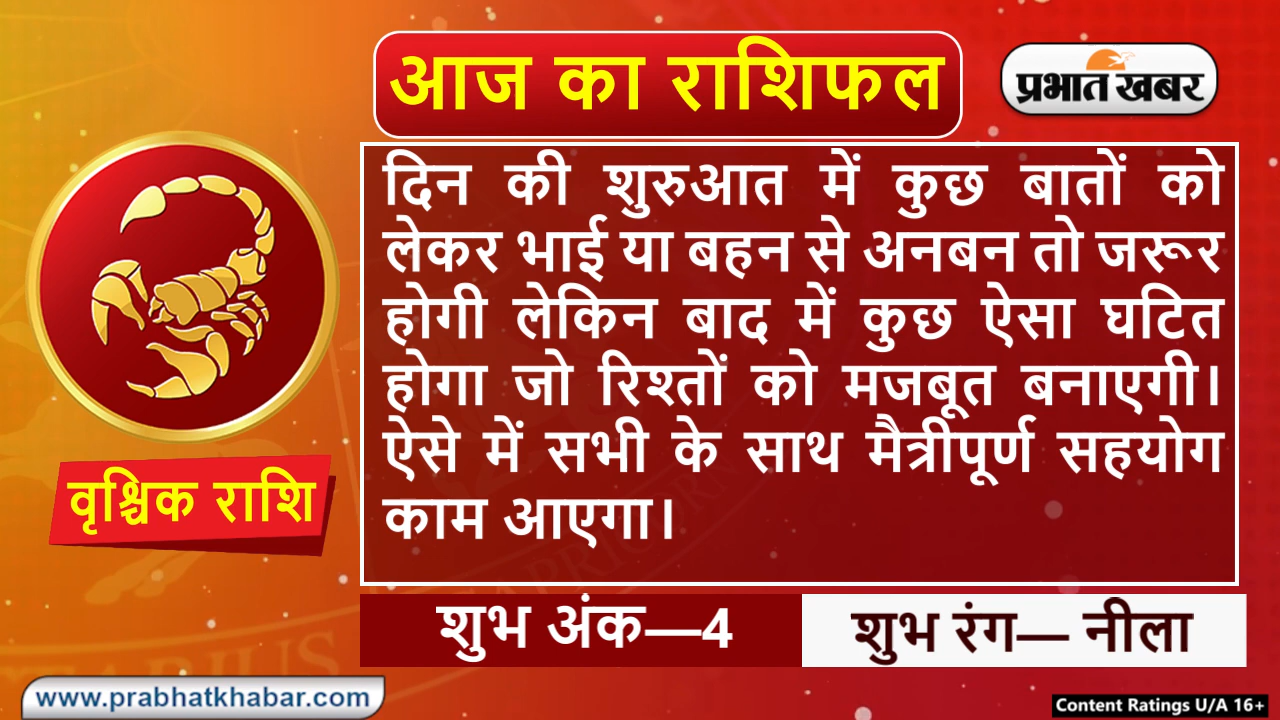 आज का राशिफल
प्रभात खबर
दिन की शुरुआत में कुछ बातों को
लेकर भाई या बहन से अनबन तो जरूर
होगी लेकिन बाद में कुछ ऐसा घटित
होगा जो रिश्तों को मजबूत बनाएगी।
ऐसे में सभी के साथ मैत्रीपूर्ण सहयोग
काम आएगा।
वृश्चिक राशि
शुभ अंक—4
शुभ रंग— नीला
www.prabhatkhabar.com
Content Ratings U/A 16+